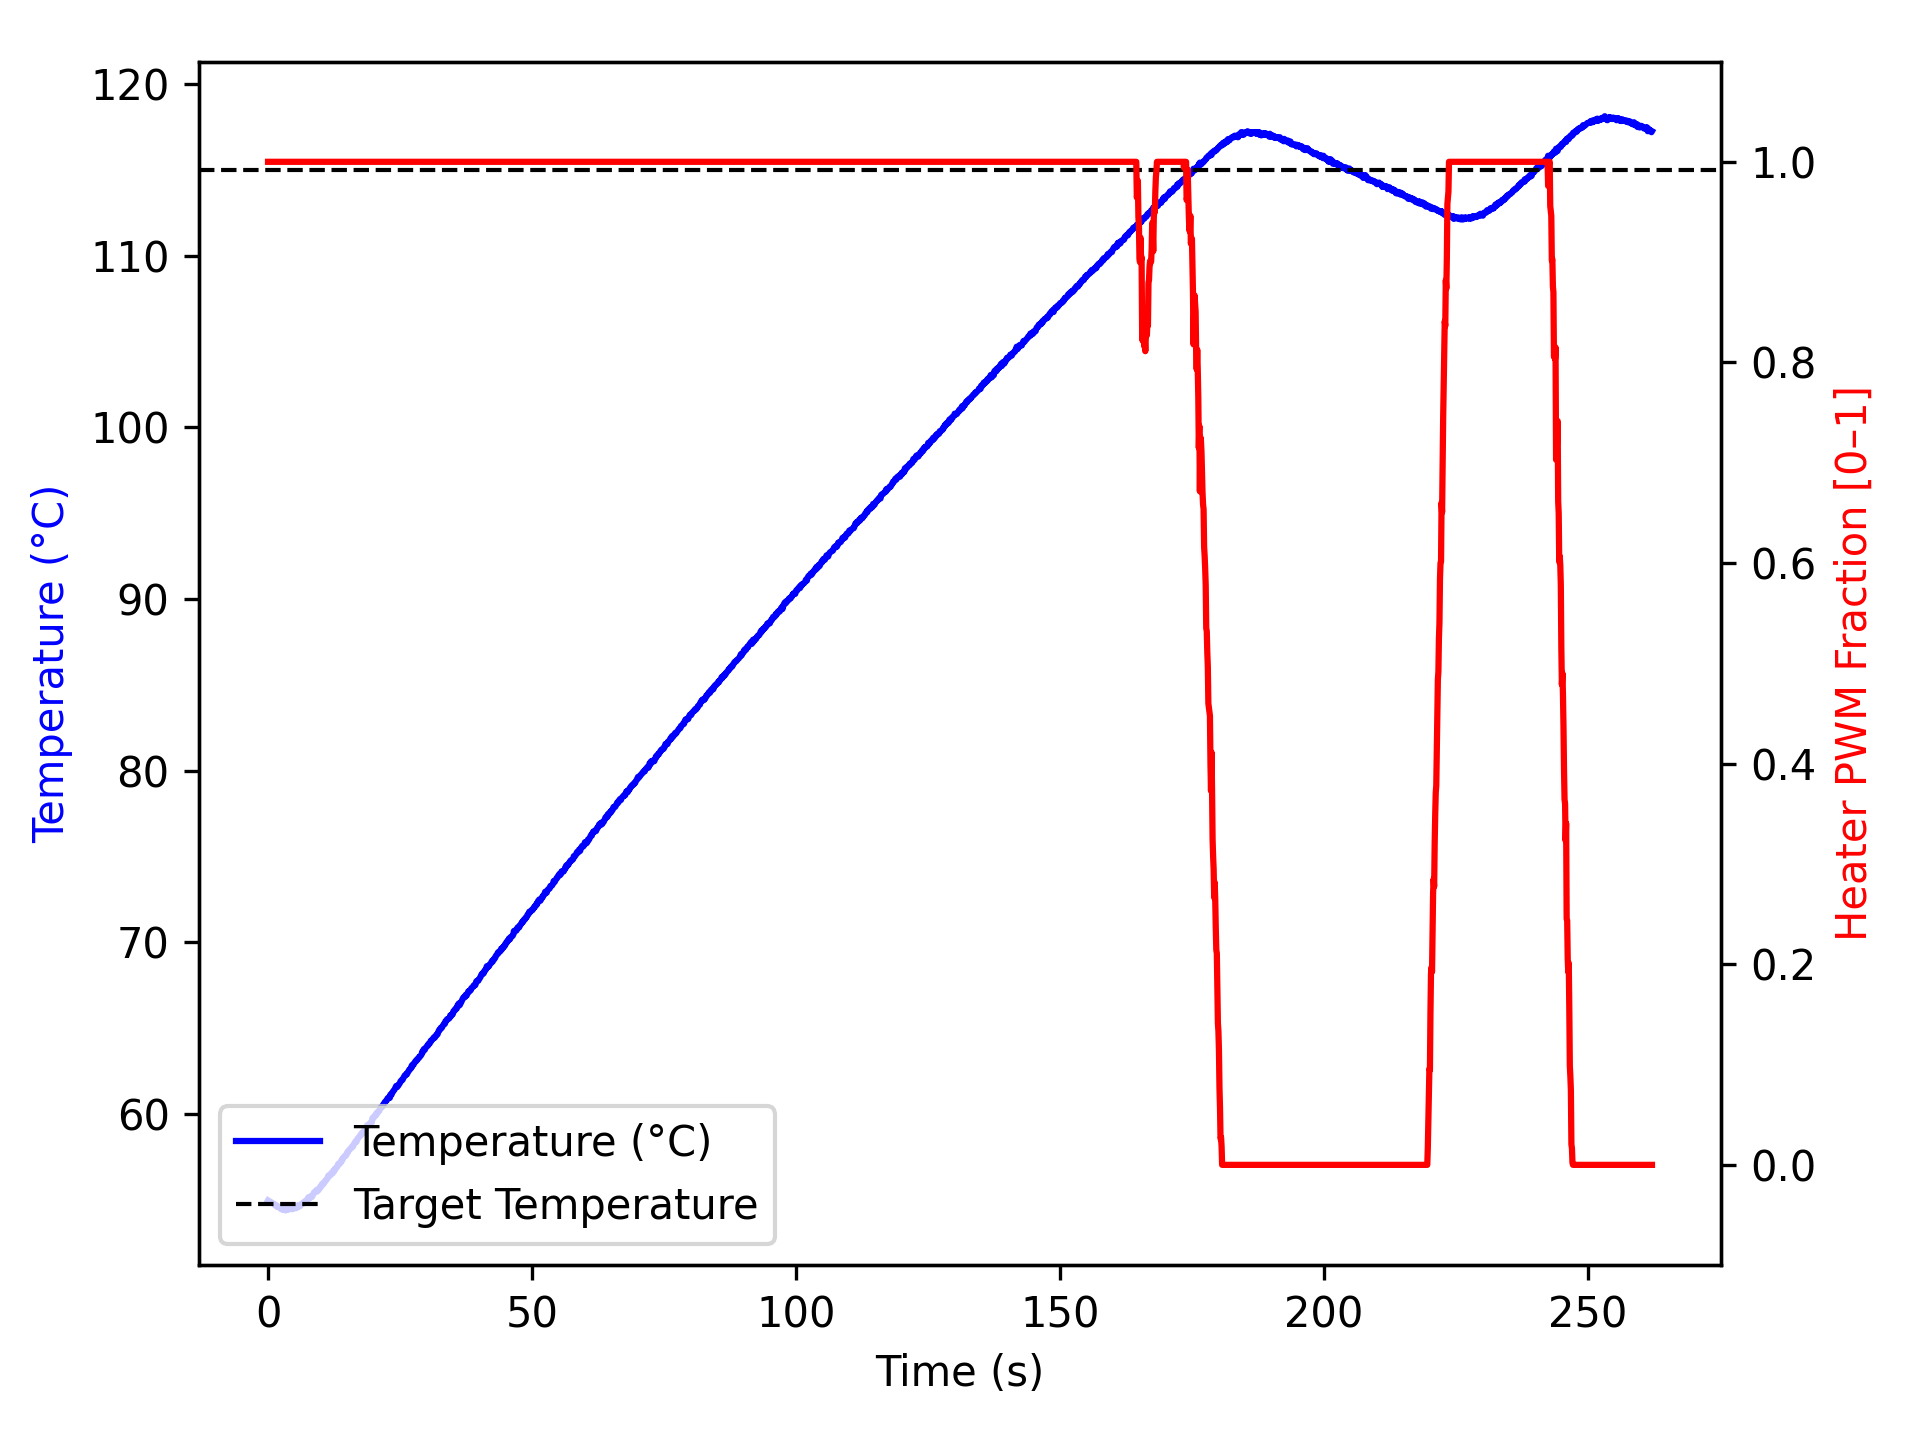 120
110
100
90
80
70
60
Temperature (°C)
1.0
0.8
0.6
0.4
0.2
0.0
Heater PWM Fraction [0–1]
Temperature (°C)
Target Temperature
0 50 100 150 200 250
Time (s)